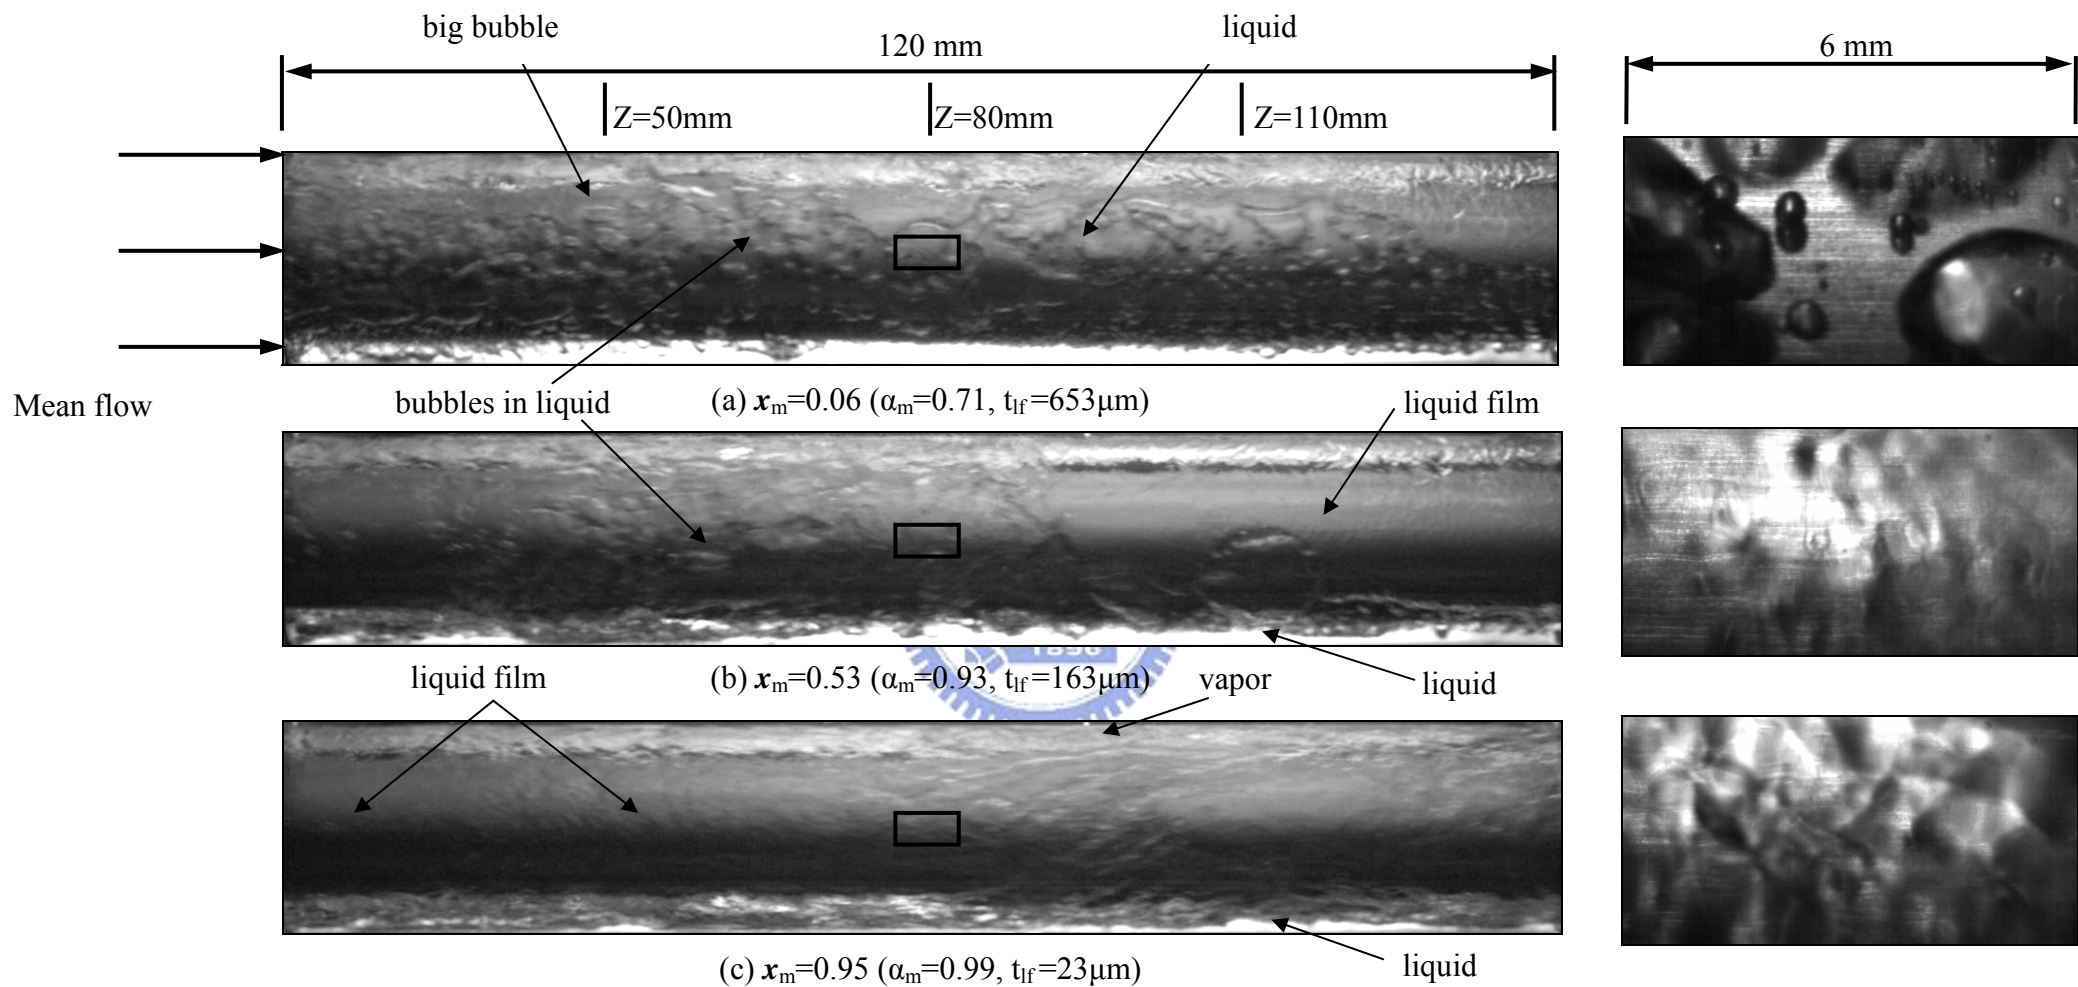 big bubble
liquid
120 mm
6 mm
Z=50mm
Z=80mm
Z=110mm
Mean flow
bubbles in liquid
(a) xm=0.06 (αm=0.71, tlf=653μm)
liquid film
1896
liquid film
(b) xm=0.53 (αm=0.93, tlf=163μm)
vapor
liquid
(c) xm=0.95 (αm=0.99, tlf=23μm)
liquid